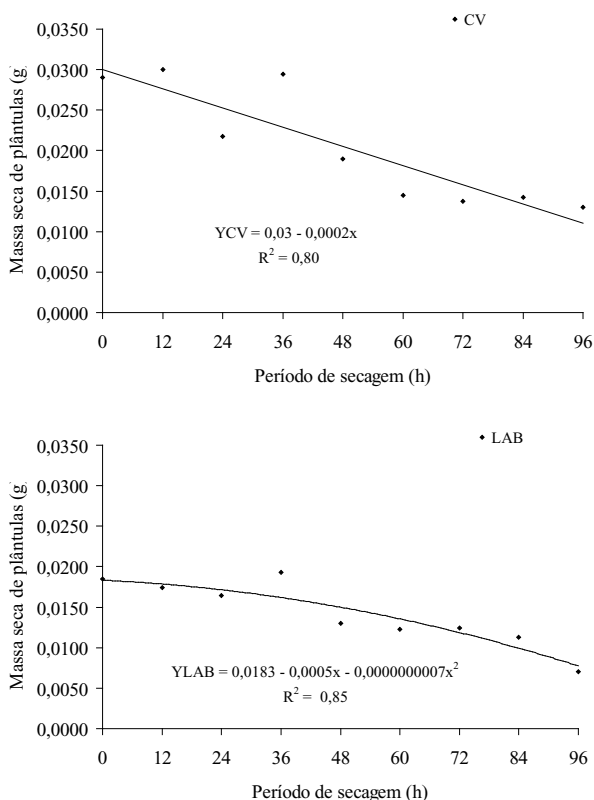 CV
0,0350
0,0300
0,0250
0,0200
0,0150
0,0100
0,0050
0,0000
Massa seca de plântulas (g)
YCV = 0,03 - 0,0002x
R² = 0,80
0 12 24 36 48 60 72 84 96
Período de secagem (h)
LAB
0,0350
0,0300
0,0250
0,0200
0,0150
0,0100
0,0050
0,0000
Massa seca de plântulas (g)
YLAB = 0,0183 - 0,0005x - 0,0000000007x²
R² = 0,85
0 12 24 36 48 60 72 84 96
Período de secagem (h)